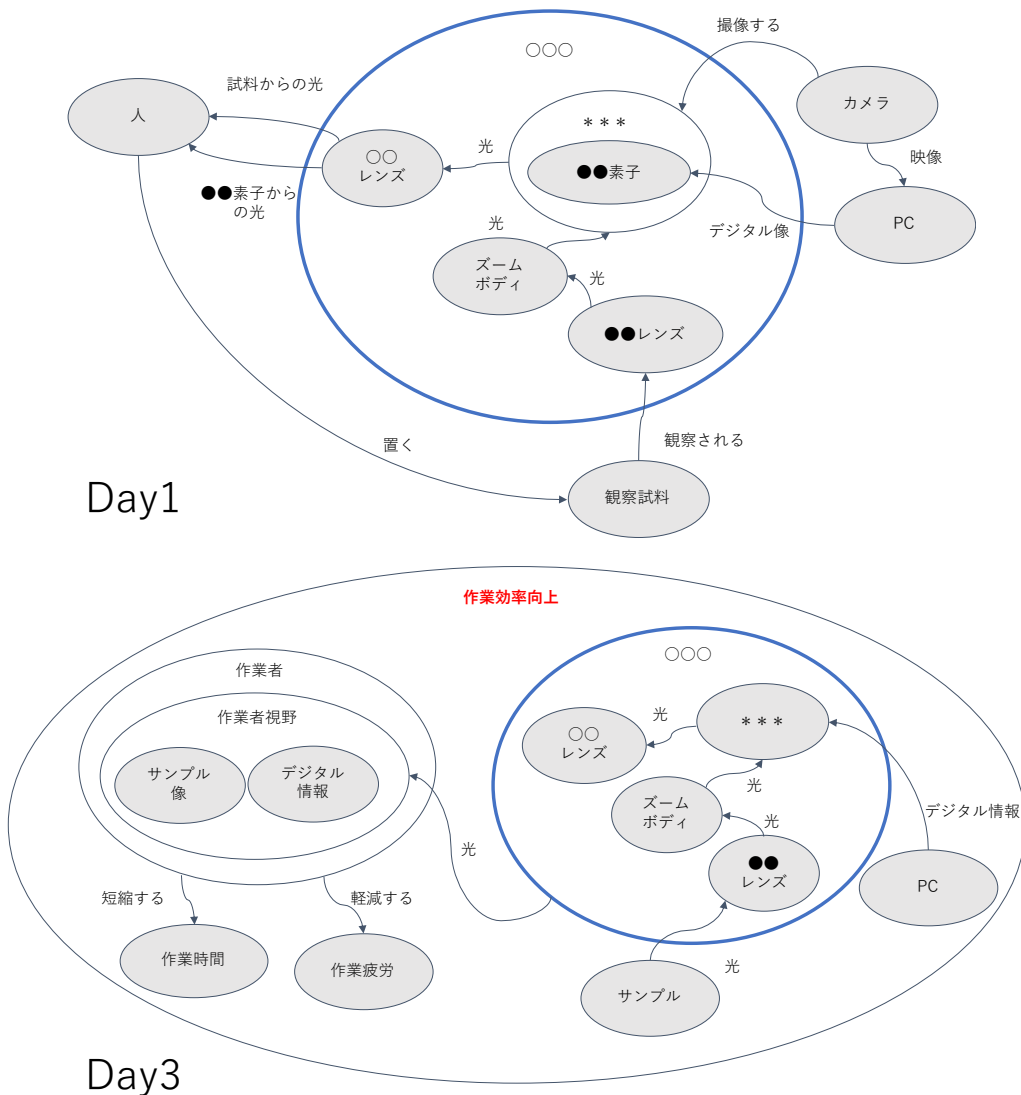 ○○○
撮像する
カメラ
人
試料からの光
＊＊＊
○○
レンズ
光
●●素子
映像
●●素子から
の光
デジタル像
PC
光
ズーム
ボディ
光
●●レンズ
置く
観察される
観察試料
Day1
作業効率向上
作業者
○○○
作業者視野
サンプル
像
デジタル
情報
○○
レンズ
光
＊＊＊
ズーム
ボディ
光
光
デジタル情報
光
●●
レンズ
PC
短縮する
軽減する
作業時間
作業疲労
光
サンプル
Day3